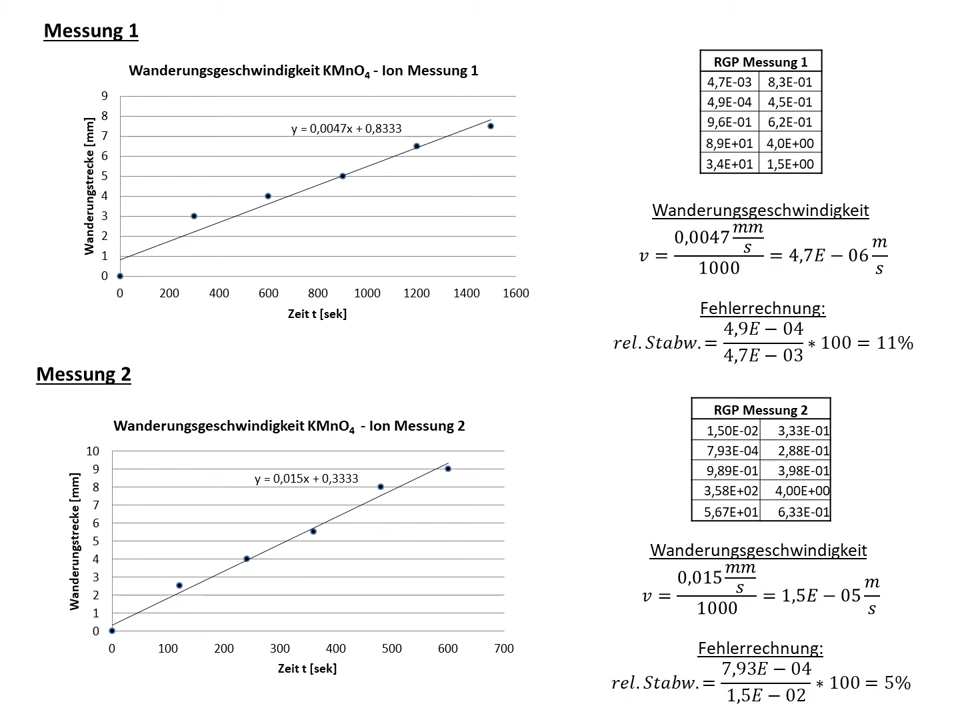 Messung 1
Wanderungsgeschwindigkeit KMnO₄ - Ion Messung 1
9
8
7
6
5
4
3
2
1
0
Wanderungstrecke [mm]
y = 0,0047x + 0,8333
0 200 400 600 800 1000 1200 1400 1600
Zeit t [sek]
RGP Messung 1
4,7E-03 8,3E-01
4,9E-04 4,5E-01
9,6E-01 6,2E-01
8,9E+01 4,0E+00
3,4E+01 1,5E+00
Wanderungsgeschwindigkeit
v = 0,0047 mm/s / 1000 = 4,7E − 06 m/s
Fehlerrechnung:
rel. Stabw. = 4,9E − 04 / 4,7E − 03 ∗ 100 = 11%
Messung 2
Wanderungsgeschwindigkeit KMnO₄ - Ion Messung 2
10
9
8
7
6
5
4
3
2
1
0
Wanderungstrecke [mm]
y = 0,015x + 0,3333
0 100 200 300 400 500 600 700
Zeit t [sek]
RGP Messung 2
1,50E-02 3,33E-01
7,93E-04 2,88E-01
9,89E-01 3,98E-01
3,58E+02 4,00E+00
5,67E+01 6,33E-01
Wanderungsgeschwindigkeit
v = 0,015 mm/s / 1000 = 1,5E − 05 m/s
Fehlerrechnung:
rel. Stabw. = 7,93E − 04 / 1,5E − 02 ∗ 100 = 5%